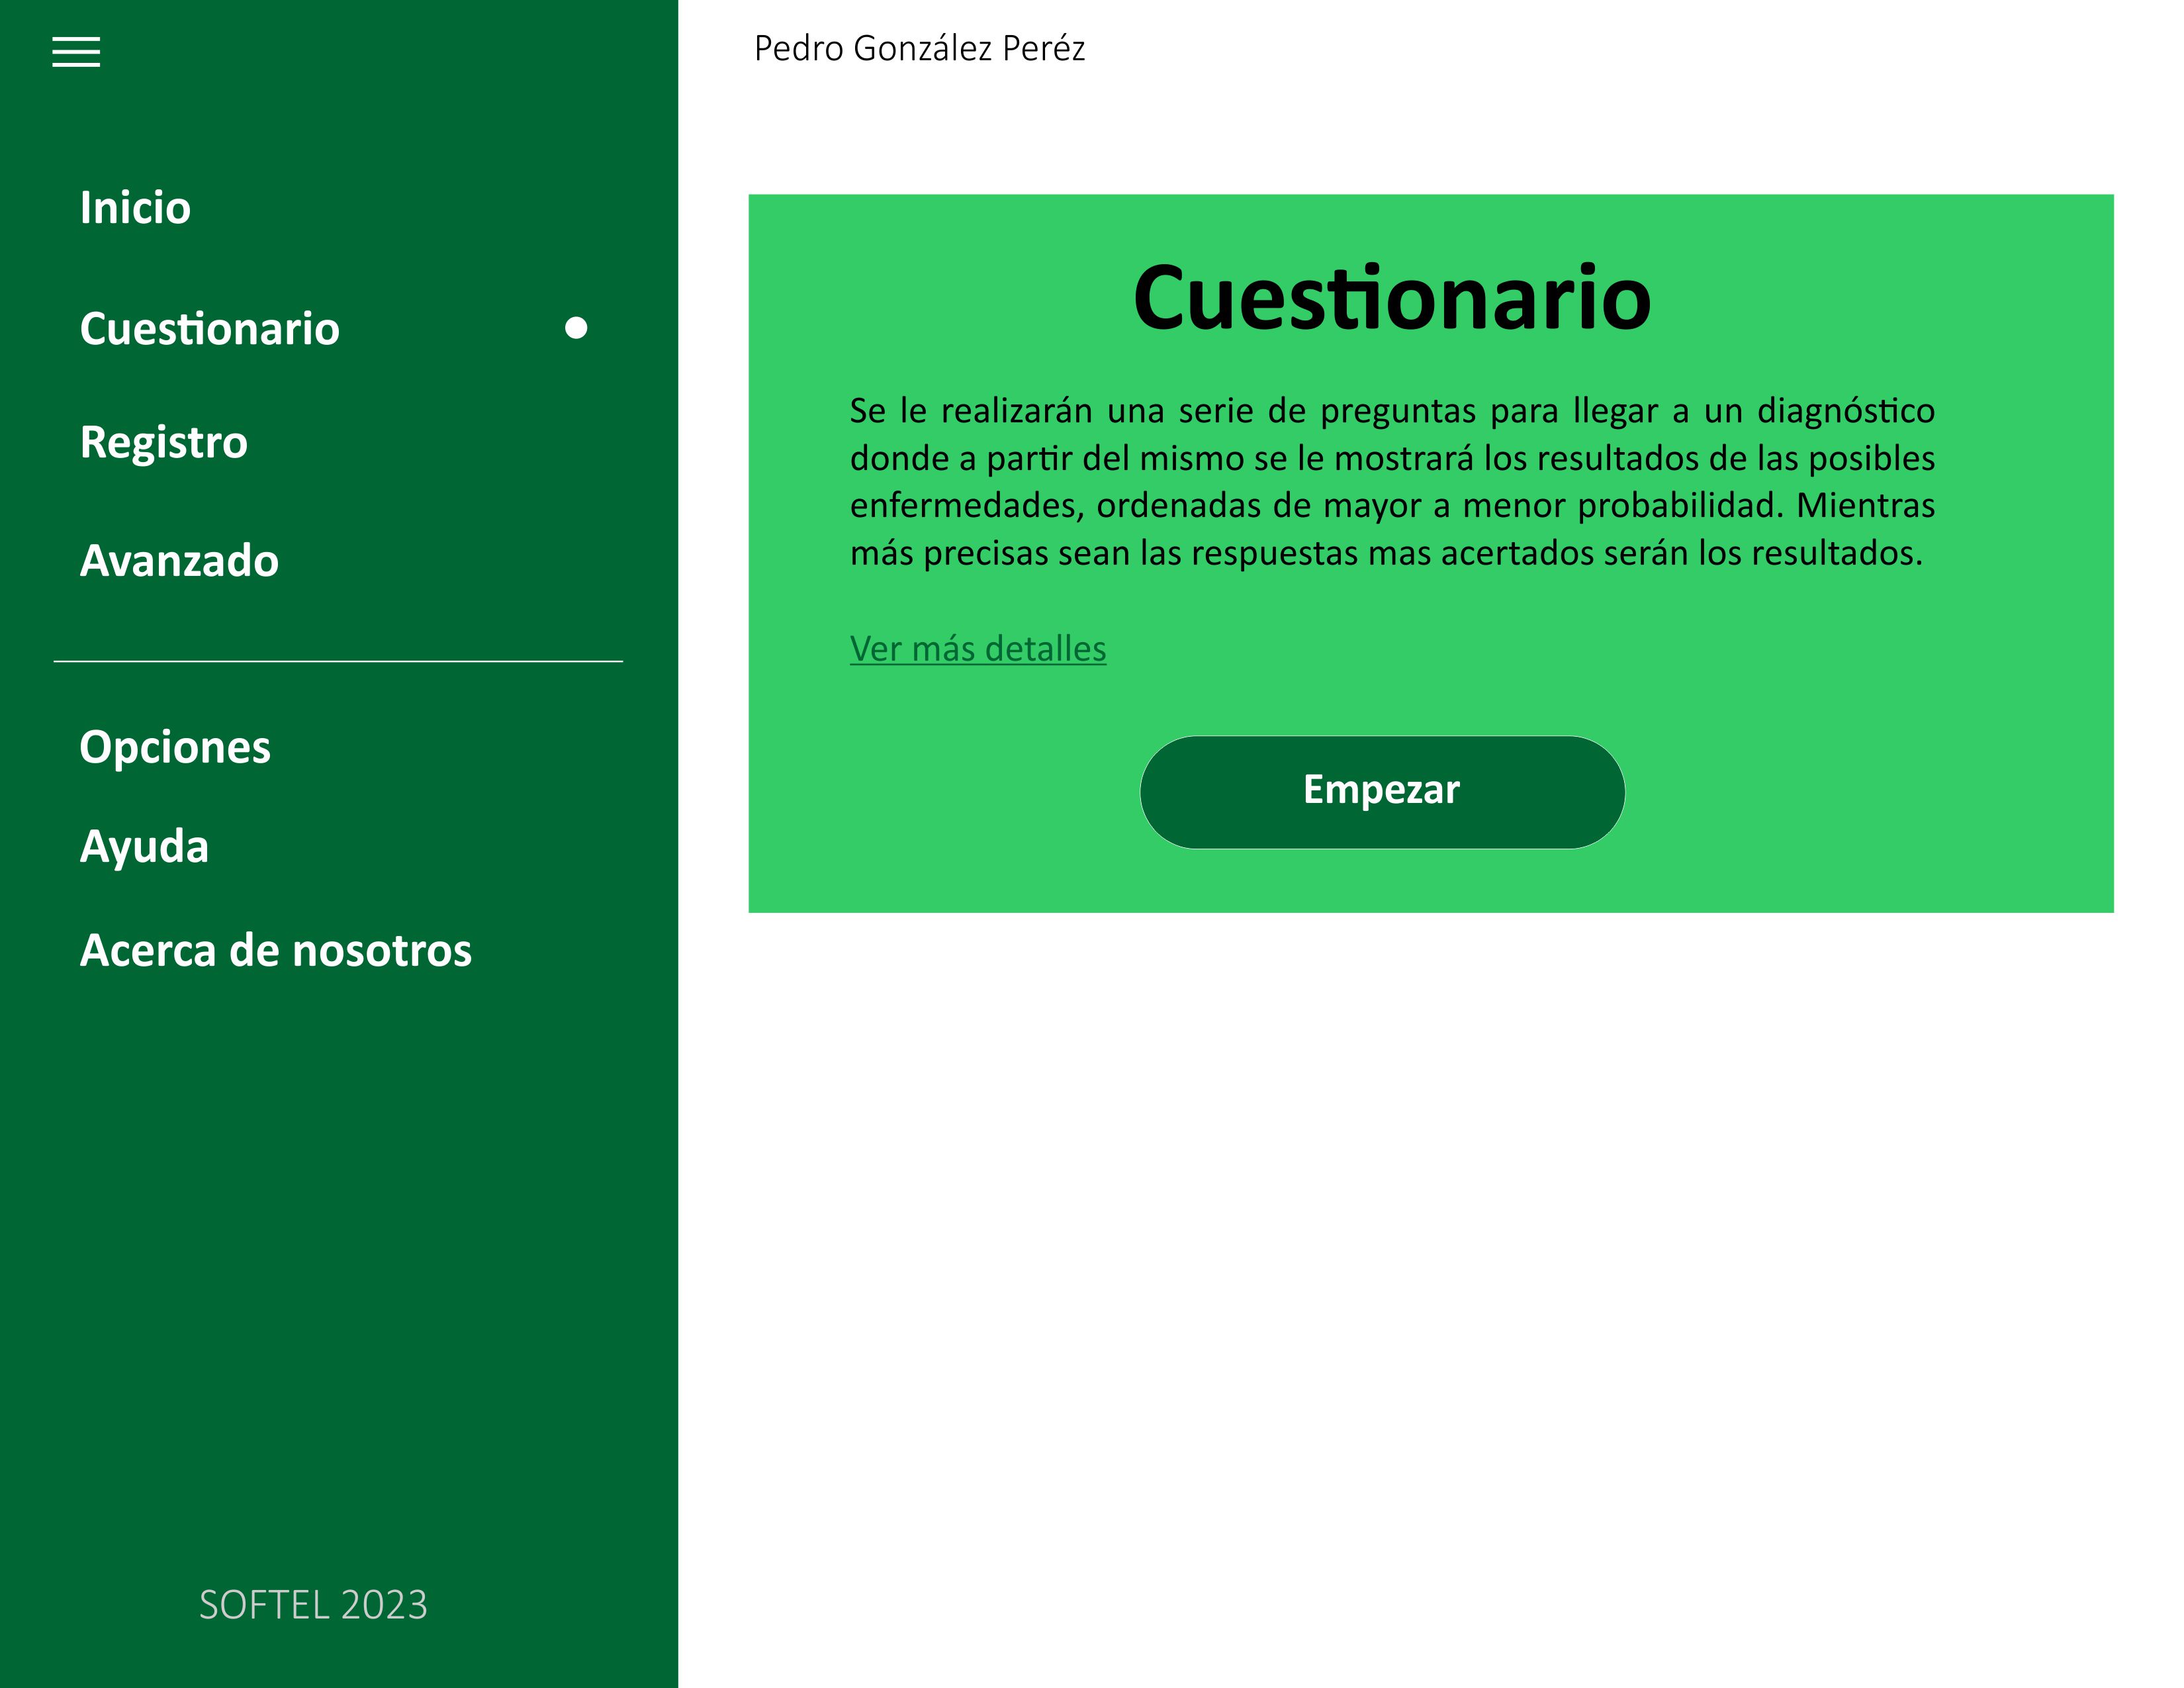 Pedro González Peréz
Inicio
Cuestionario
Registro
Avanzado
Opciones
Ayuda
Acerca de nosotros
SOFTEL 2023
Cuestionario
Se le realizarán una serie de preguntas para llegar a un diagnóstico
donde a partir del mismo se le mostrará los resultados de las posibles
enfermedades, ordenadas de mayor a menor probabilidad. Mientras
más precisas sean las respuestas mas acertados serán los resultados.
Ver más detalles
Empezar